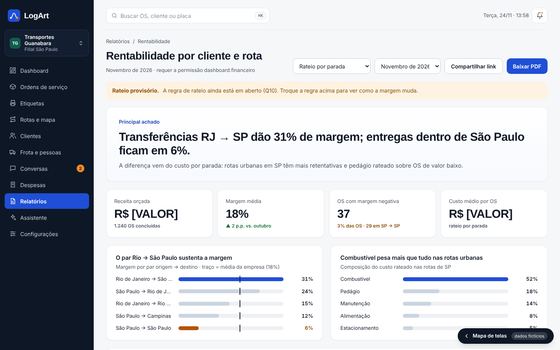 LogArt
Buscar OS, cliente ou placa
⌘K
Terça, 24/11 · 13:58
TG
Transportes Guanabara
Filial São Paulo
Dashboard
Ordens de serviço
Etiquetas
Rotas e mapa
Clientes
Frota e pessoas
Conversas
2
Despesas
Relatórios
Assistente
Configurações
Relatórios / Rentabilidade
Rentabilidade por cliente e rota
Novembro de 2026 · requer a permissão dashboard financeiro
Rateio por parada
Novembro de 2026
Compartilhar link
Baixar PDF
Rateio provisório. A regra de rateio ainda está em aberto (Q10). Troque a regra acima para ver como a margem muda.
Principal achado
Transferências RJ → SP dão 31% de margem; entregas dentro de São Paulo
ficam em 6%.
A diferença vem do custo por parada: rotas urbanas em SP têm mais retentativas e pedágio rateado sobre OS de valor baixo.
Receita orçada
R$ [VALOR]
1.240 OS concluídas
Margem média
18%
▲ 2 p.p. vs. outubro
OS com margem negativa
37
3% das OS · 29 em SP → SP
Custo médio por OS
R$ [VALOR]
rateio por parada
O par Rio → São Paulo sustenta a margem
Margem por par origem → destino · traço = média da empresa (18%)
Rio de Janeiro → São ...
31%
São Paulo → Rio de J...
24%
Rio de Janeiro → Rio ...
15%
São Paulo → Campinas
12%
São Paulo → São Paulo
6%
Combustível pesa mais que tudo nas rotas urbanas
Composição do custo rateado nas rotas de SP
Combustível
52%
Pedágio
18%
Manutenção
14%
Alimentação
8%
Estacionamento
Mapa de telas
dados fictícios